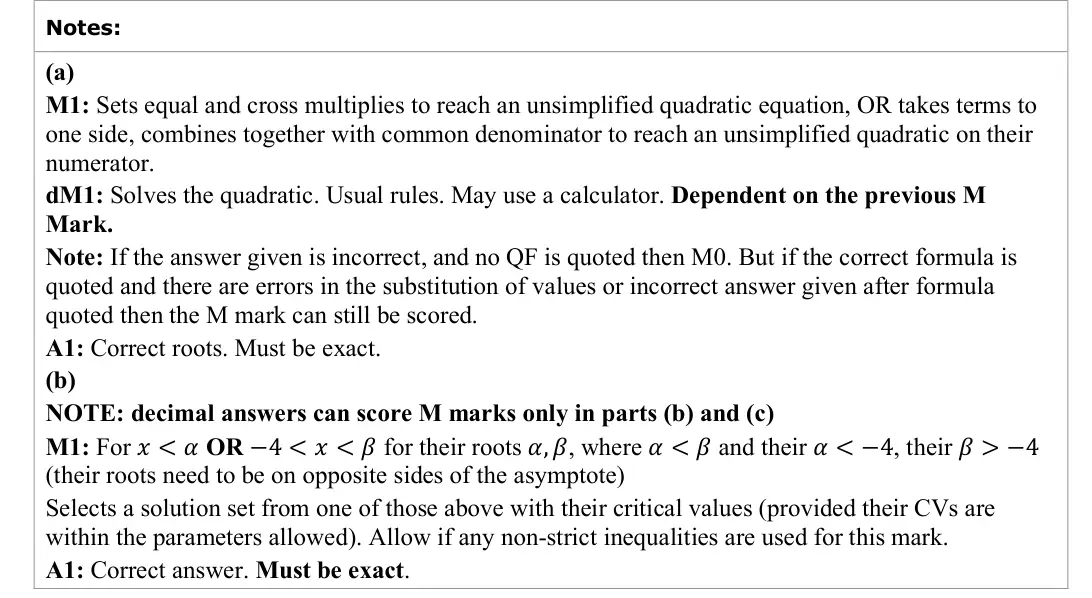 Notes:
(a)
M1: Sets equal and cross multiplies to reach an unsimplified quadratic equation, OR takes terms to
one side, combines together with common denominator to reach an unsimplified quadratic on their
numerator.
dM1: Solves the quadratic. Usual rules. May use a calculator. Dependent on the previous M
Mark.
Note: If the answer given is incorrect, and no QF is quoted then M0. But if the correct formula is
quoted and there are errors in the substitution of values or incorrect answer given after formula
quoted then the M mark can still be scored.
A1: Correct roots. Must be exact.
(b)
NOTE: decimal answers can score M marks only in parts (b) and (c)
M1: For 𝑥 < 𝛼 OR −4 < 𝑥 < 𝛽 for their roots 𝛼, 𝛽, where 𝛼 < 𝛽 and their 𝛼 < −4, their 𝛽 > −4
(their roots need to be on opposite sides of the asymptote)
Selects a solution set from one of those above with their critical values (provided their CVs are
within the parameters allowed). Allow if any non-strict inequalities are used for this mark.
A1: Correct answer. Must be exact.